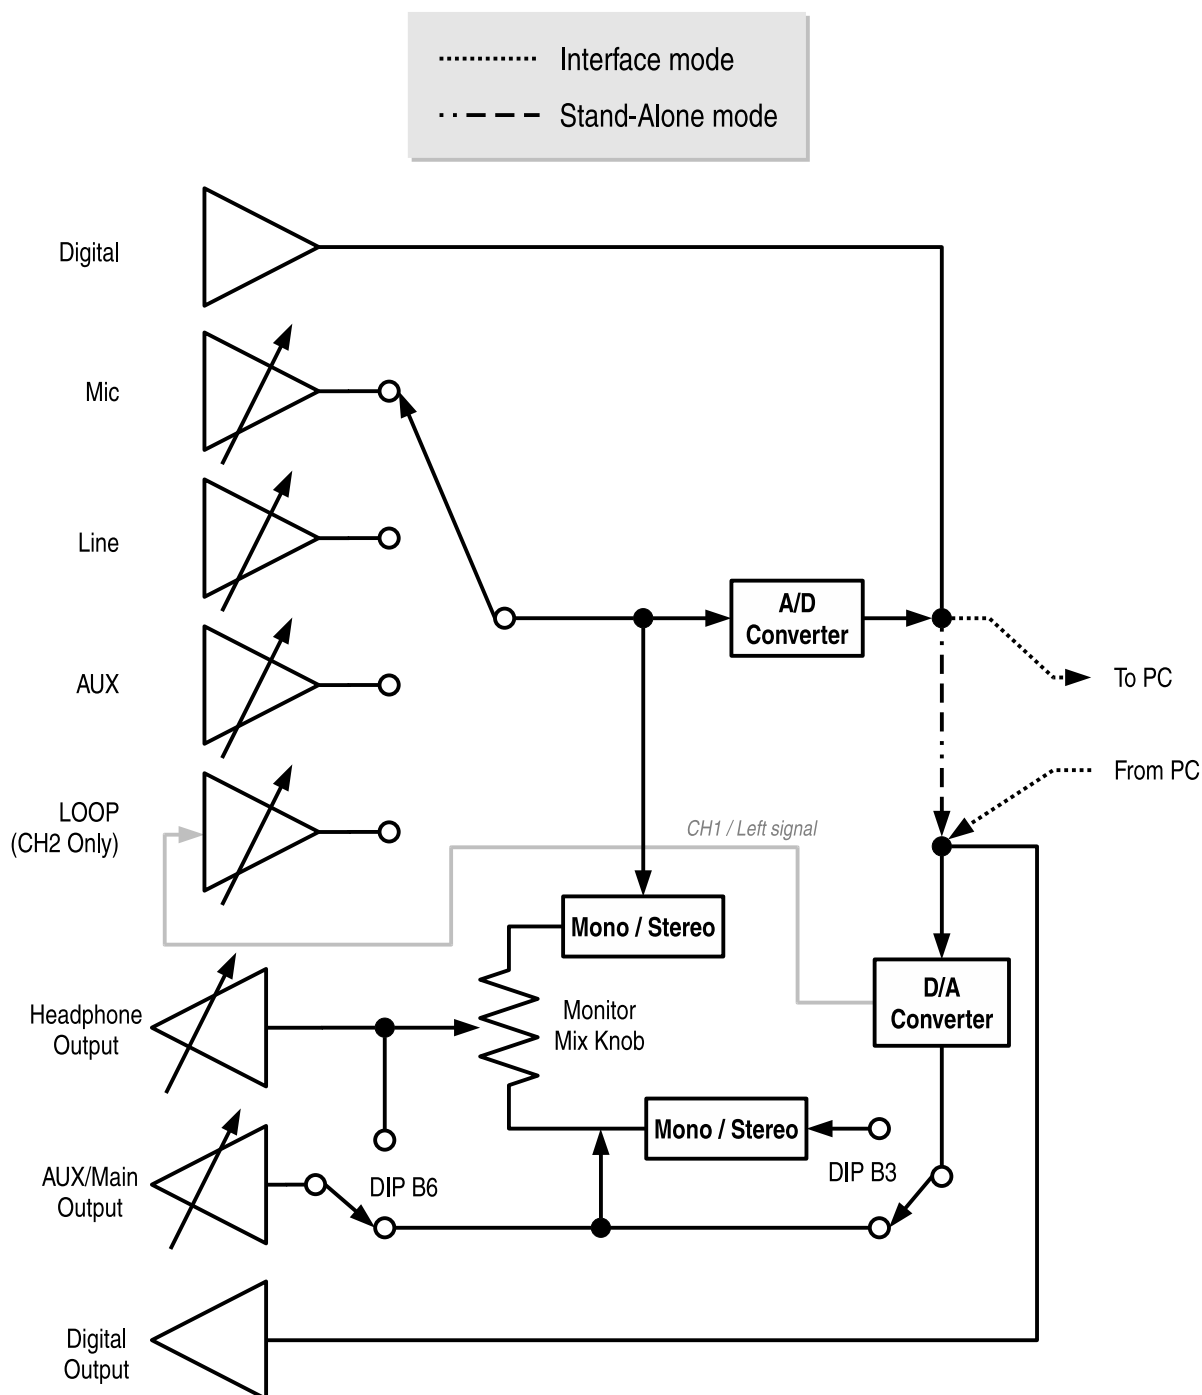 Interface mode
Stand-Alone mode
Digital
Mic
Line
A/D
Converter
AUX
To PC
From PC
LOOP
(CH2 Only)
CH1 / Left signal
Mono / Stereo
D/A
Converter
Headphone
Output
Monitor
Mix Knob
Mono / Stereo
DIP B3
AUX/Main
Output
DIP B6
Digital
Output